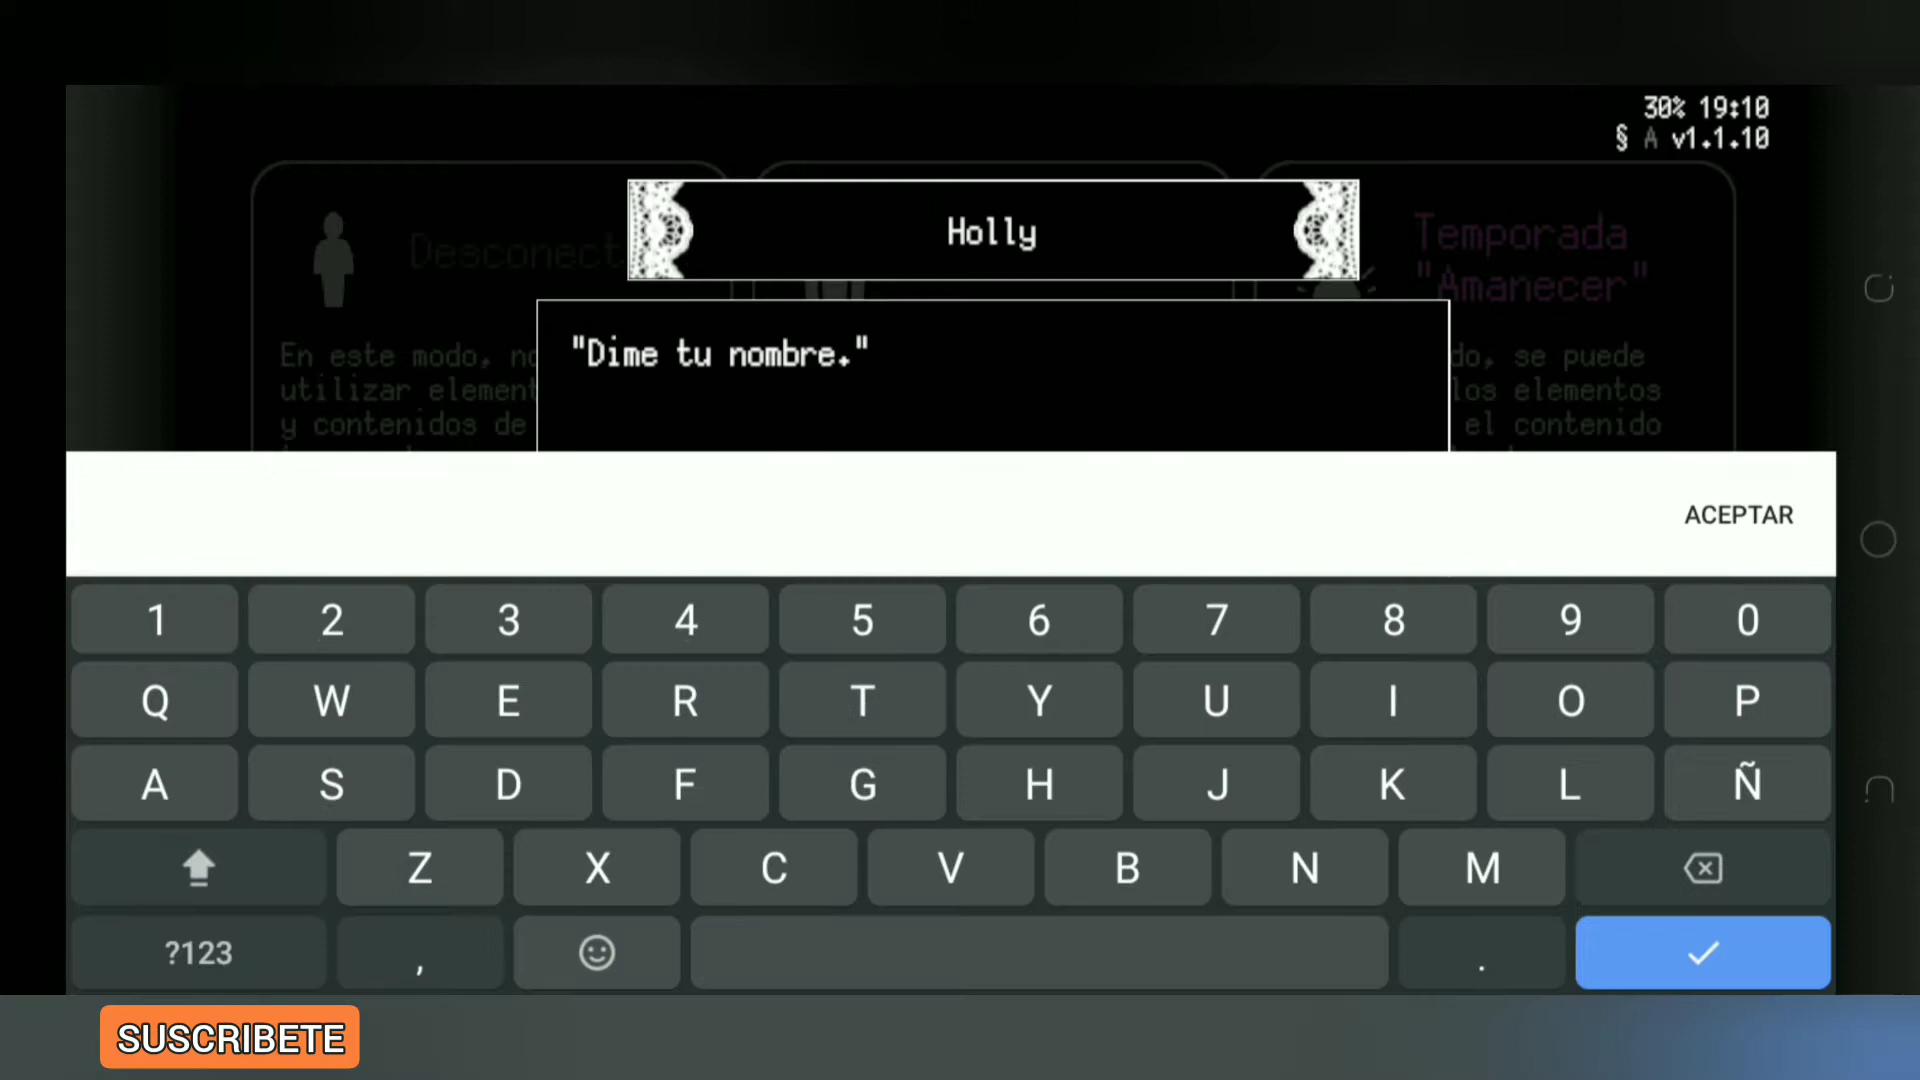 30% 19:10
§ A v1.1.10
Holly
Desconect
Temporada
"Amanecer"
"Dime tu nombre."
En este modo, no
utilizar element
y contenidos de
do, se puede
los elementos
el contenido
ACEPTAR
1 2 3 4 5 6 7 8 9 0
Q W E R T Y U I O P
A S D F G H J K L Ñ
Z X C V B N M
?123 , .
SUSCRIBETE